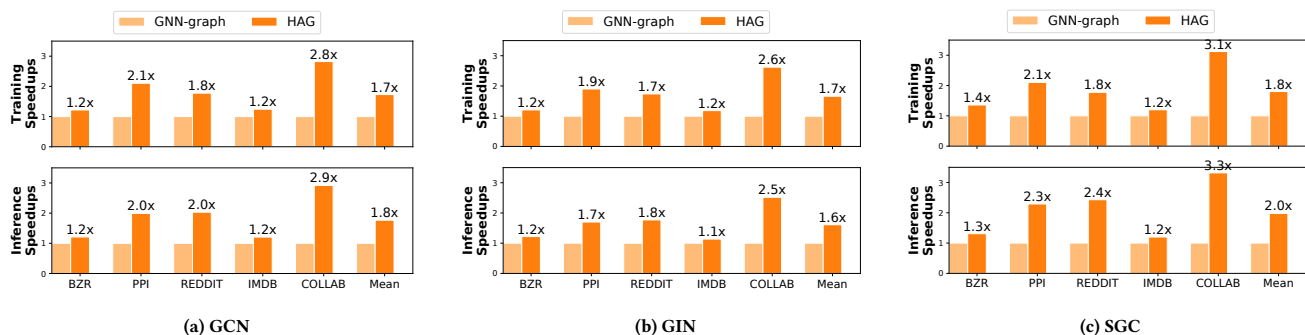 GNN-graph HAG
Training Speedups
3
2
1
0
1.2x 2.1x 1.8x 1.2x 2.8x 1.7x
Inference Speedups
3
2
1
0
1.2x 2.0x 2.0x 1.2x 2.9x 1.8x
BZR PPI REDDIT IMDB COLLAB Mean
(a) GCN
GNN-graph HAG
Training Speedups
3
2
1
0
1.2x 1.9x 1.7x 1.2x 2.6x 1.7x
Inference Speedups
3
2
1
0
1.2x 1.7x 1.8x 1.1x 2.5x 1.6x
BZR PPI REDDIT IMDB COLLAB Mean
(b) GIN
GNN-graph HAG
Training Speedups
3
2
1
0
1.4x 2.1x 1.8x 1.2x 3.1x 1.8x
Inference Speedups
3
2
1
0
1.3x 2.3x 2.4x 1.2x 3.3x 2.0x
BZR PPI REDDIT IMDB COLLAB Mean
(c) SGC